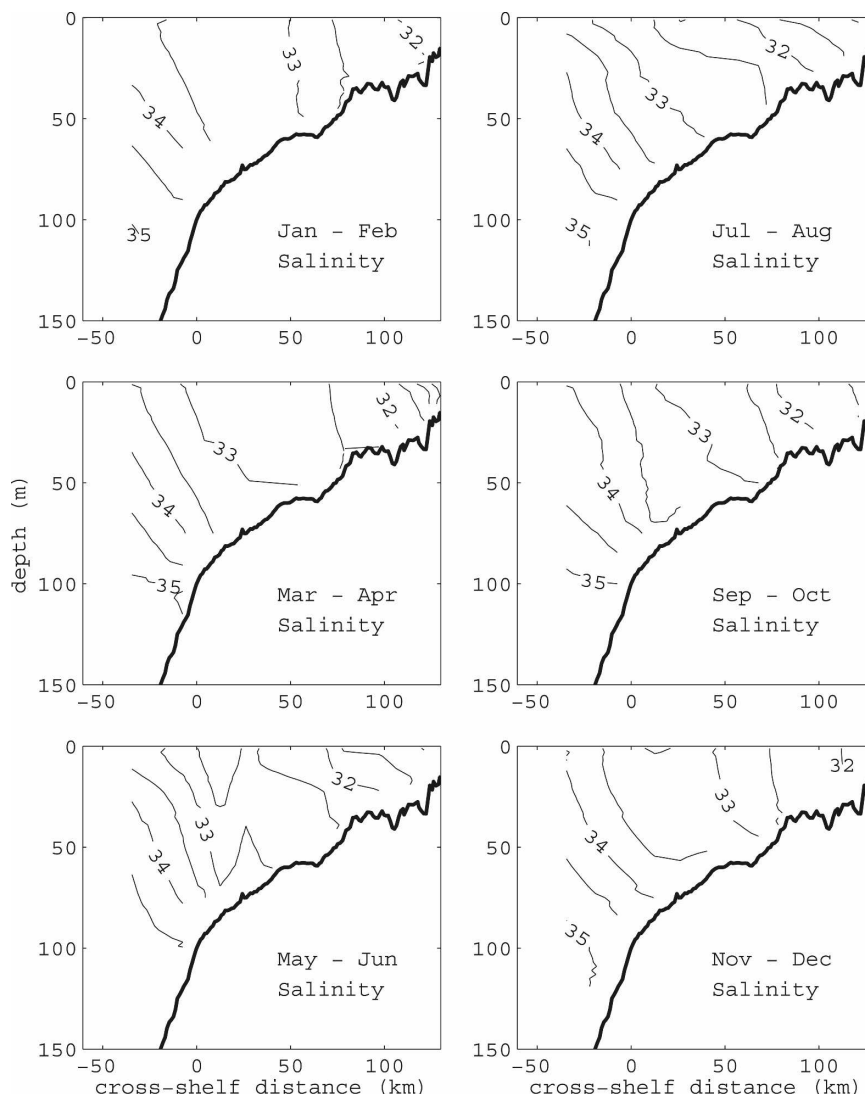 0
50
100
150
-50 0 50 100
34
35
33
32
Jan - Feb
Salinity
0
50
100
150
-50 0 50 100
32
33
34
35
Jul - Aug
Salinity
depth (m)
0
50
100
150
-50 0 50 100
33
34
35
32
Mar - Apr
Salinity
0
50
100
150
-50 0 50 100
32
33
34
35
Sep - Oct
Salinity
0
50
100
150
-50 0 50 100
cross-shelf distance (km)
32
33
34
May - Jun
Salinity
0
50
100
150
-50 0 50 100
cross-shelf distance (km)
32
33
34
35
Nov - Dec
Salinity